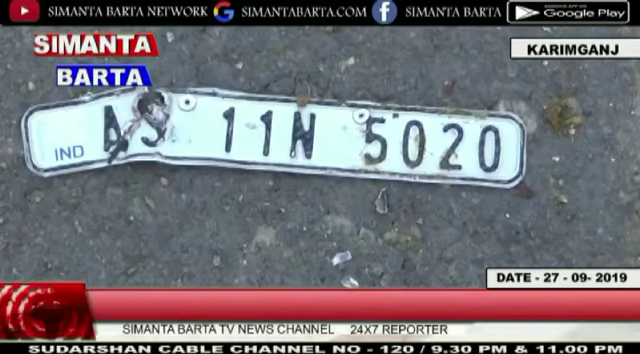 SIMANTA BARTA NETWORK SIMANTABARTA.COM SIMANTA BARTA ANDROID APP ON Google Play
SIMANTA
BARTA
KARIMGANJ
IND AS 11N 5020
DATE - 27 - 09- 2019
SIMANTA BARTA TV NEWS CHANNEL 24X7 REPORTER
SUDARSHAN CABLE CHANNEL NO - 120 / 9.30 PM & 11.00 PM